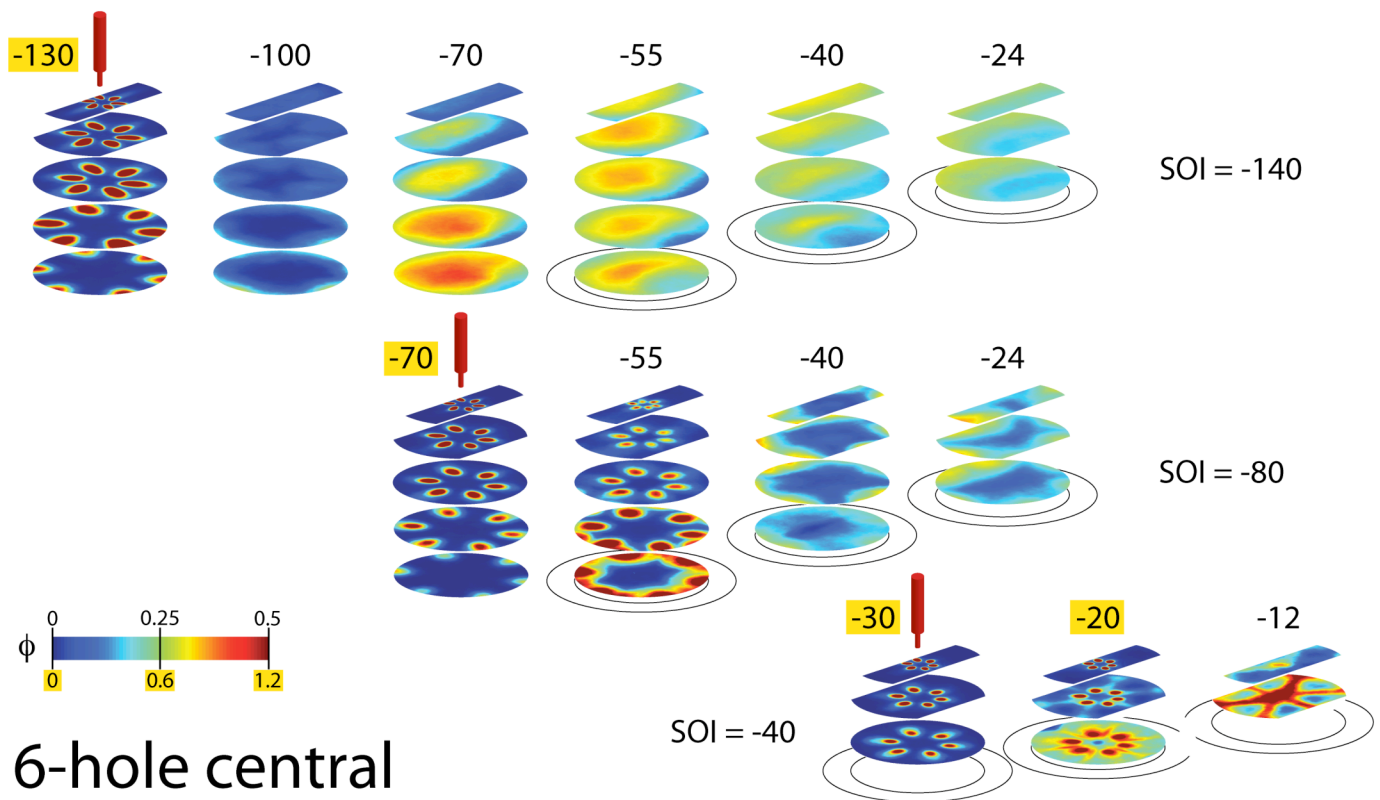 -130 -100 -70 -55 -40 -24
SOI = -140
-70 -55 -40 -24
SOI = -80
-30 -20 -12
SOI = -40
0 0.25 0.5
ϕ
0 0.6 1.2
6-hole central